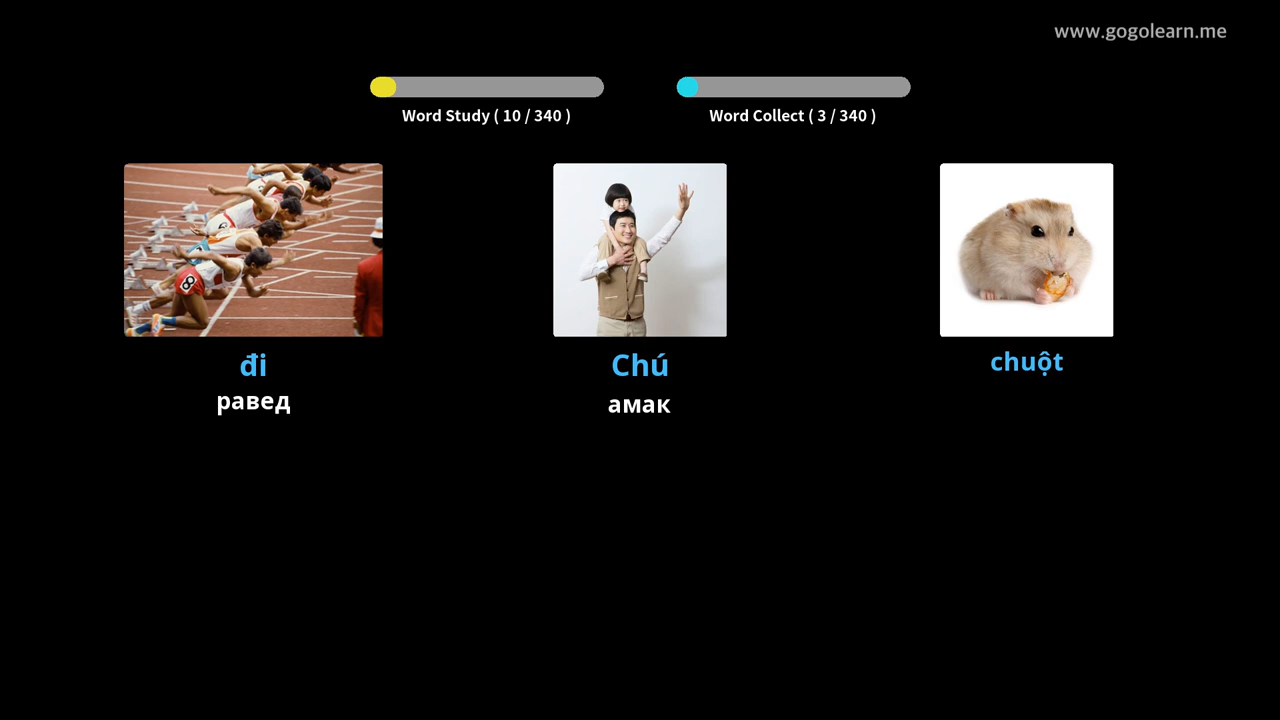 www.gogolearn.me
Word Study ( 10 / 340 )
Word Collect ( 3 / 340 )
đi
равед
Chú
амак
chuột